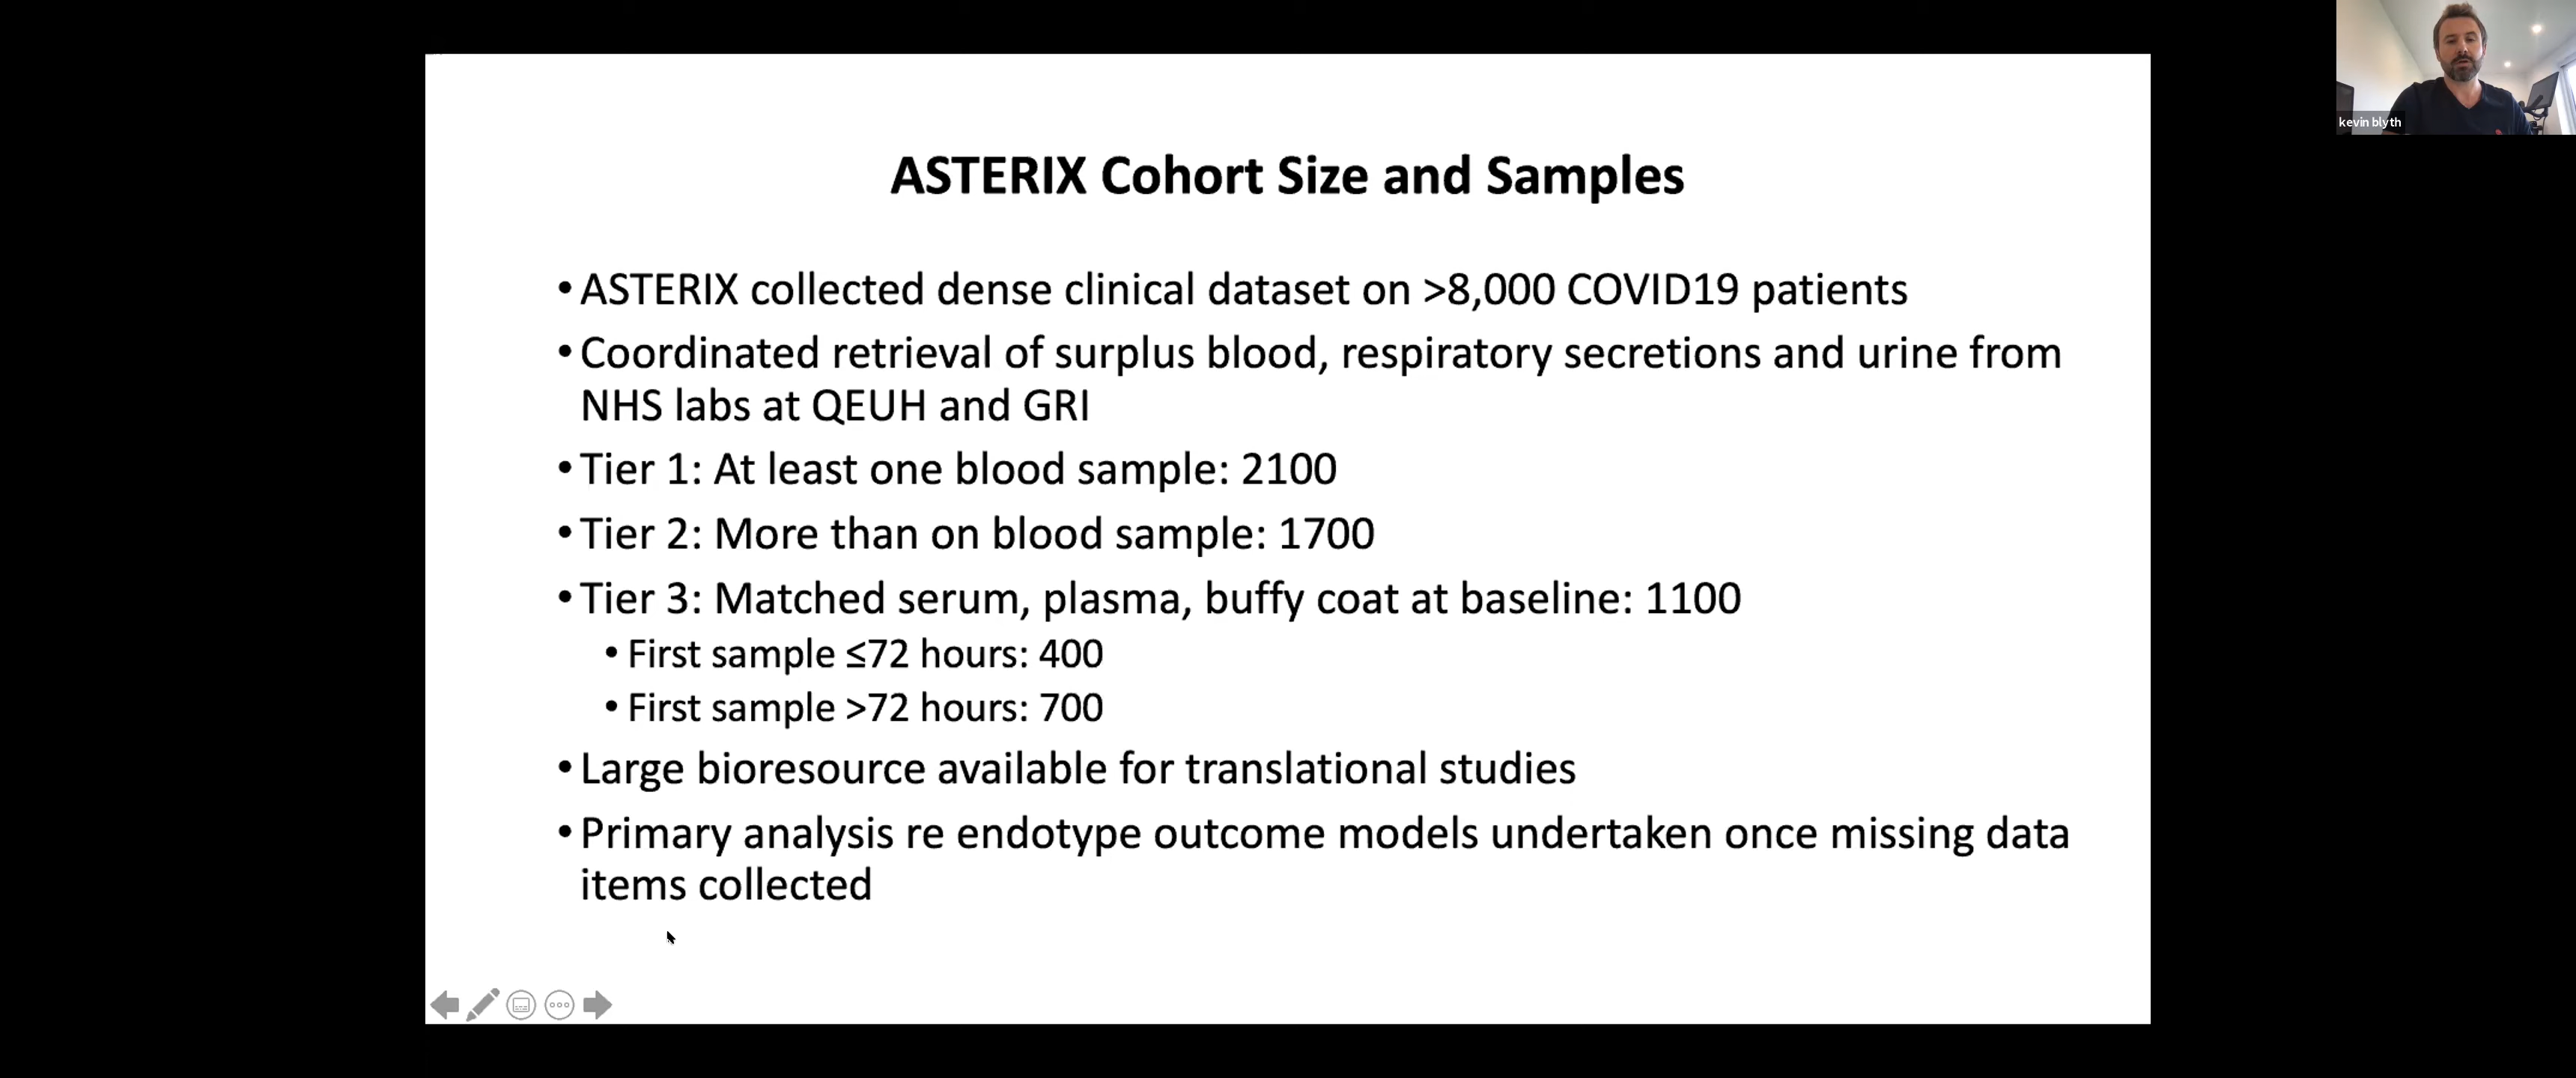 kevin blyth
ASTERIX Cohort Size and Samples
• ASTERIX collected dense clinical dataset on >8,000 COVID19 patients
• Coordinated retrieval of surplus blood, respiratory secretions and urine from
NHS labs at QEUH and GRI
• Tier 1: At least one blood sample: 2100
• Tier 2: More than on blood sample: 1700
• Tier 3: Matched serum, plasma, buffy coat at baseline: 1100
• First sample ≤72 hours: 400
• First sample >72 hours: 700
• Large bioresource available for translational studies
• Primary analysis re endotype outcome models undertaken once missing data
items collected